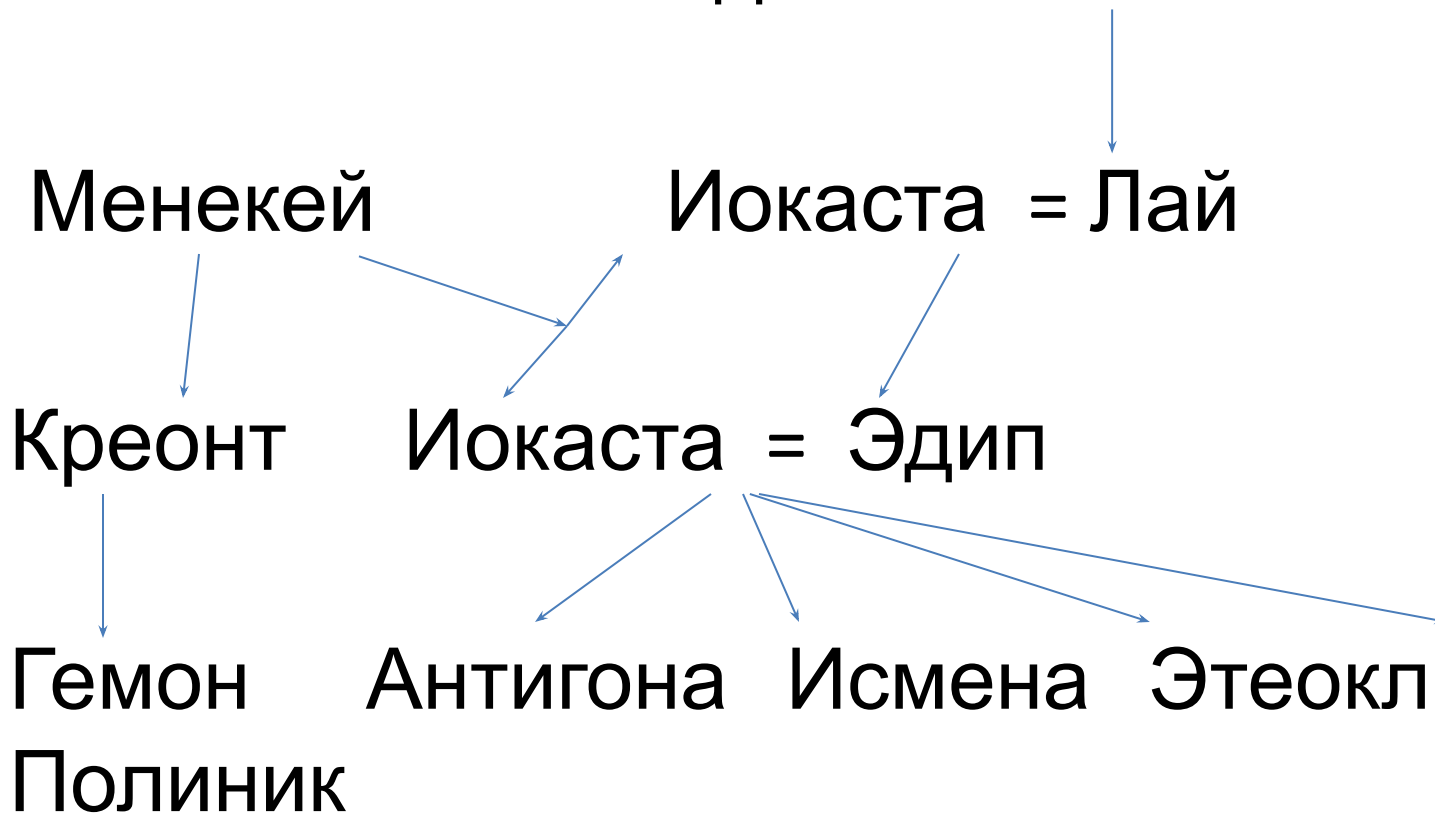 Менекей Иокаста = Лай
Креонт Иокаста = Эдип
Гемон Антигона Исмена Этеокл
Полиник